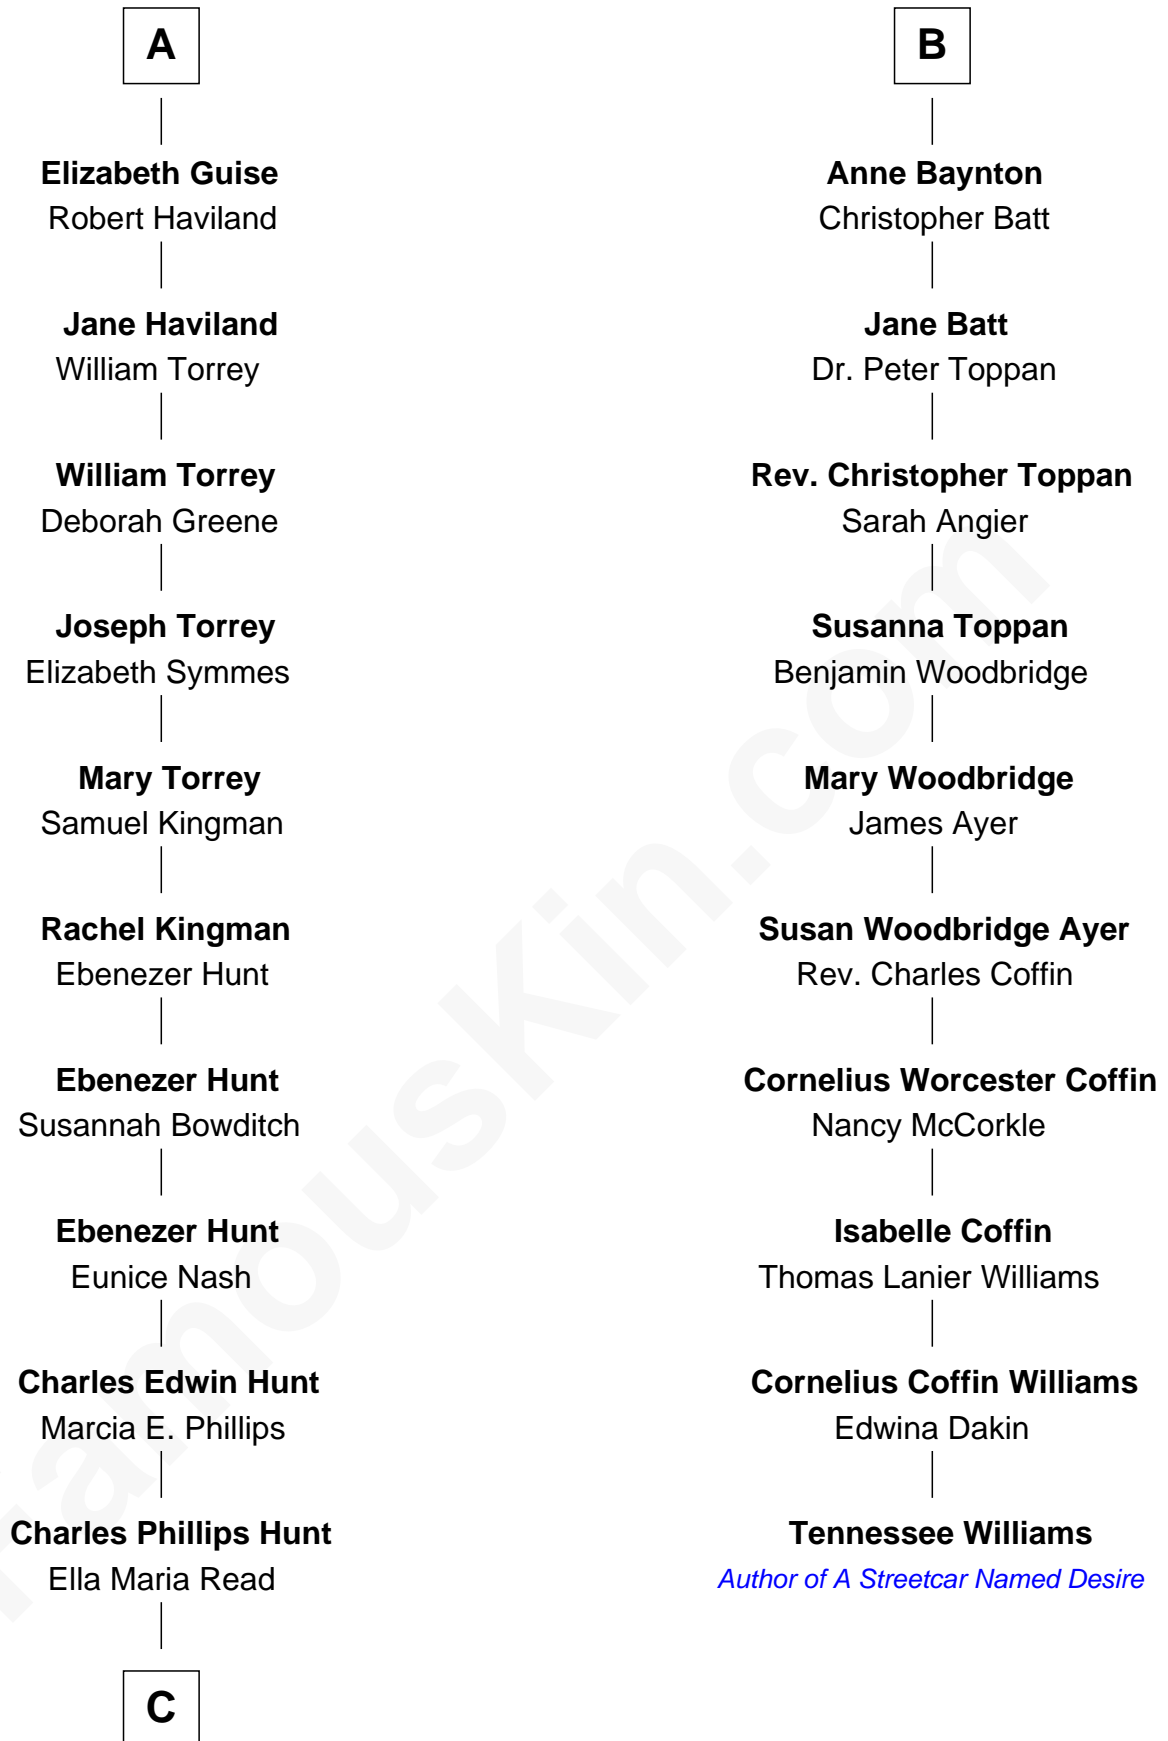 A
Elizabeth Guise
Robert Haviland
Jane Haviland
William Torrey
William Torrey
Deborah Greene
Joseph Torrey
Elizabeth Symmes
Mary Torrey
Samuel Kingman
Rachel Kingman
Ebenezer Hunt
Ebenezer Hunt
Susannah Bowditch
Ebenezer Hunt
Eunice Nash
Charles Edwin Hunt
Marcia E. Phillips
Charles Phillips Hunt
Ella Maria Read
C
B
Anne Baynton
Christopher Batt
Jane Batt
Dr. Peter Toppan
Rev. Christopher Toppan
Sarah Angier
Susanna Toppan
Benjamin Woodbridge
Mary Woodbridge
James Ayer
Susan Woodbridge Ayer
Rev. Charles Coffin
Cornelius Worcester Coffin
Nancy McCorkle
Isabelle Coffin
Thomas Lanier Williams
Cornelius Coffin Williams
Edwina Dakin
Tennessee Williams
Author of A Streetcar Named Desire
FamousKin.com